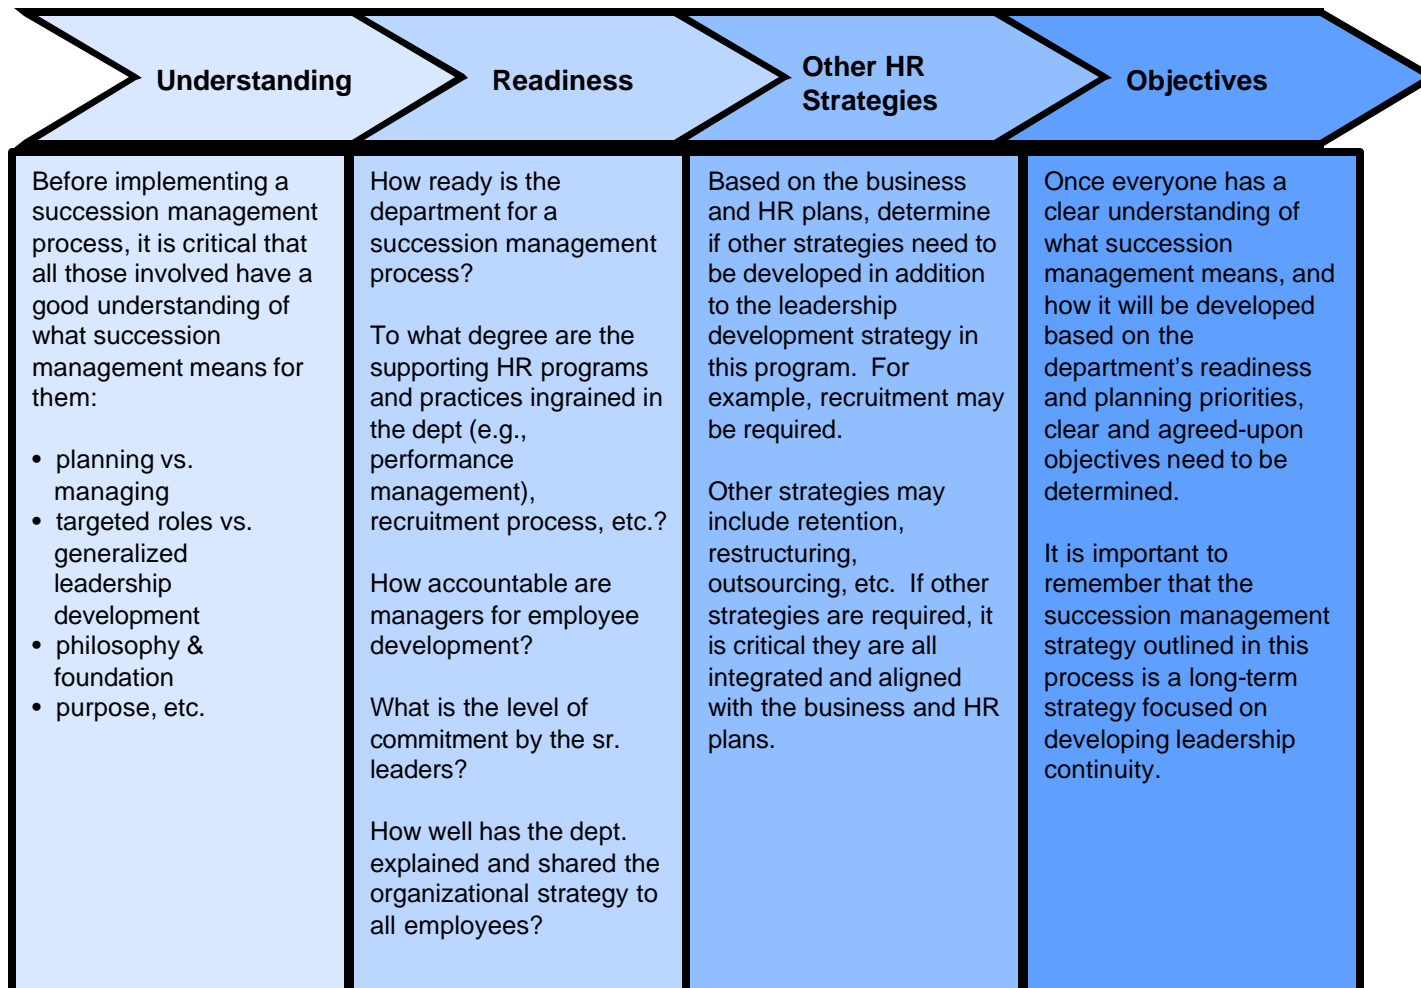 Understanding
Readiness
Other HR
Strategies
Objectives
Before implementing a
succession management
process, it is critical that
all those involved have a
good understanding of
what succession
management means for
them:
• planning vs.
managing
• targeted roles vs.
generalized
leadership
development
• philosophy &
foundation
• purpose, etc.
How ready is the
department for a
succession management
process?
To what degree are the
supporting HR programs
and practices ingrained in
the dept (e.g.,
performance
management),
recruitment process, etc.?
How accountable are
managers for employee
development?
What is the level of
commitment by the sr.
leaders?
How well has the dept.
explained and shared the
organizational strategy to
all employees?
Based on the business
and HR plans, determine
if other strategies need to
be developed in addition
to the leadership
development strategy in
this program.  For
example, recruitment may
be required.
Other strategies may
include retention,
restructuring,
outsourcing, etc.  If other
strategies are required, it
is critical they are all
integrated and aligned
with the business and HR
plans.
Once everyone has a
clear understanding of
what succession
management means, and
how it will be developed
based on the
department’s readiness
and planning priorities,
clear and agreed-upon
objectives need to be
determined.
It is important to
remember that the
succession management
strategy outlined in this
process is a long-term
strategy focused on
developing leadership
continuity.